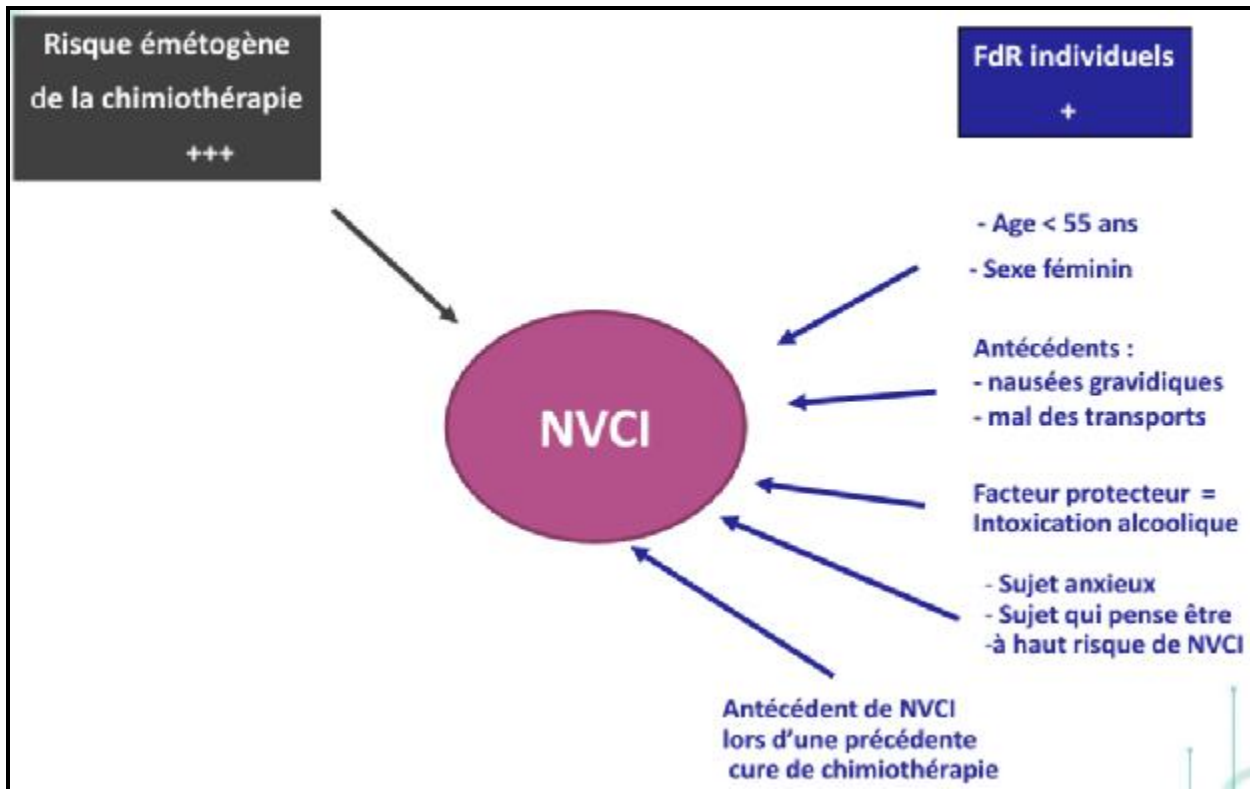 Risque émétogène
de la chimiothérapie
+++
FdR individuels
+
- Age < 55 ans
- Sexe féminin
Antécédents :
- nausées gravidiques
- mal des transports
NVCI
Facteur protecteur =
Intoxication alcoolique
- Sujet anxieux
- Sujet qui pense être
-à haut risque de NVCI
Antécédent de NVCI
lors d'une précédente
cure de chimiothérapie